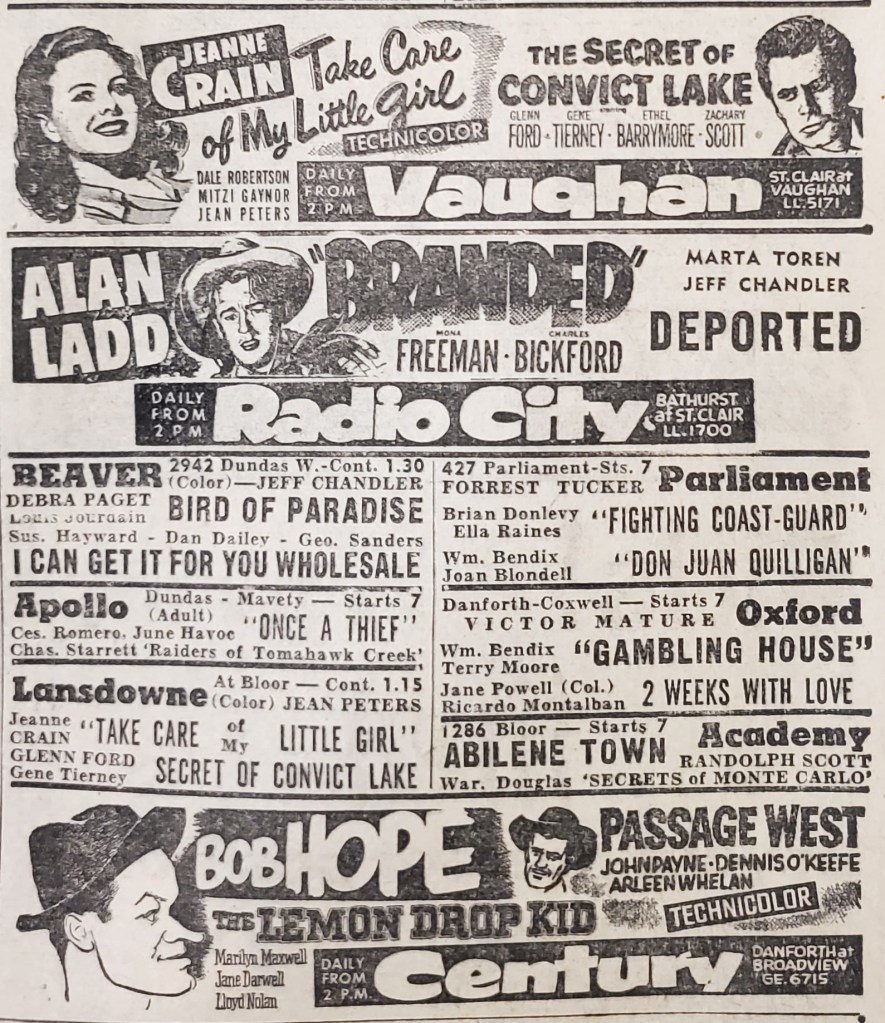 JEANNE
CRAIN
Take Care
of My Little Girl
TECHNICOLOR
DALE ROBERTSON
MITZI GAYNOR
JEAN PETERS
THE SECRET OF
CONVICT LAKE
GLENN GENE ETHEL ZACHARY
FORD · TIERNEY · BARRYMORE · SCOTT
DAILY
FROM
2 P.M.
Vaughan
ST. CLAIR at
VAUGHAN
LL. 5171
ALAN
LADD
"BRANDED"
MONA CHARLES
FREEMAN · BICKFORD
MARTA TOREN
JEFF CHANDLER
DEPORTED
DAILY
FROM
2 P.M.
Radio City
BATHURST
at ST. CLAIR
LL. 1700
BEAVER 2942 Dundas W.-Cont. 1.30
(Color)—JEFF CHANDLER
DEBRA PAGET
Louis Jourdain
BIRD OF PARADISE
Sus. Hayward - Dan Dailey - Geo. Sanders
I CAN GET IT FOR YOU WHOLESALE
Apollo Dundas - Mavety — Starts 7
(Adult)
Ces. Romero. June Havoc "ONCE A THIEF"
Chas. Starrett 'Raiders of Tomahawk Creek'
Lansdowne At Bloor — Cont. 1.15
(Color) JEAN PETERS
Jeanne
CRAIN
"TAKE CARE of My LITTLE GIRL"
GLENN FORD
Gene Tierney
SECRET OF CONVICT LAKE
427 Parliament-Sts. 7 Parliament
FORREST TUCKER
Brian Donlevy
Ella Raines
"FIGHTING COAST-GUARD"
Wm. Bendix
Joan Blondell
"DON JUAN QUILLIGAN"
Danforth-Coxwell — Starts 7 Oxford
VICTOR MATURE
Wm. Bendix
Terry Moore
"GAMBLING HOUSE"
Jane Powell (Col.)
Ricardo Montalban
2 WEEKS WITH LOVE
1286 Bloor — Starts 7 Academy
ABILENE TOWN RANDOLPH SCOTT
War. Douglas 'SECRETS of MONTE CARLO'
BOB HOPE
THE LEMON DROP KID
Marilyn Maxwell
Jane Darwell
Lloyd Nolan
PASSAGE WEST
JOHN PAYNE · DENNIS O'KEEFE
ARLEEN WHELAN
TECHNICOLOR
DAILY
FROM
2 P.M.
Century
DANFORTH at
BROADVIEW
GE. 6715